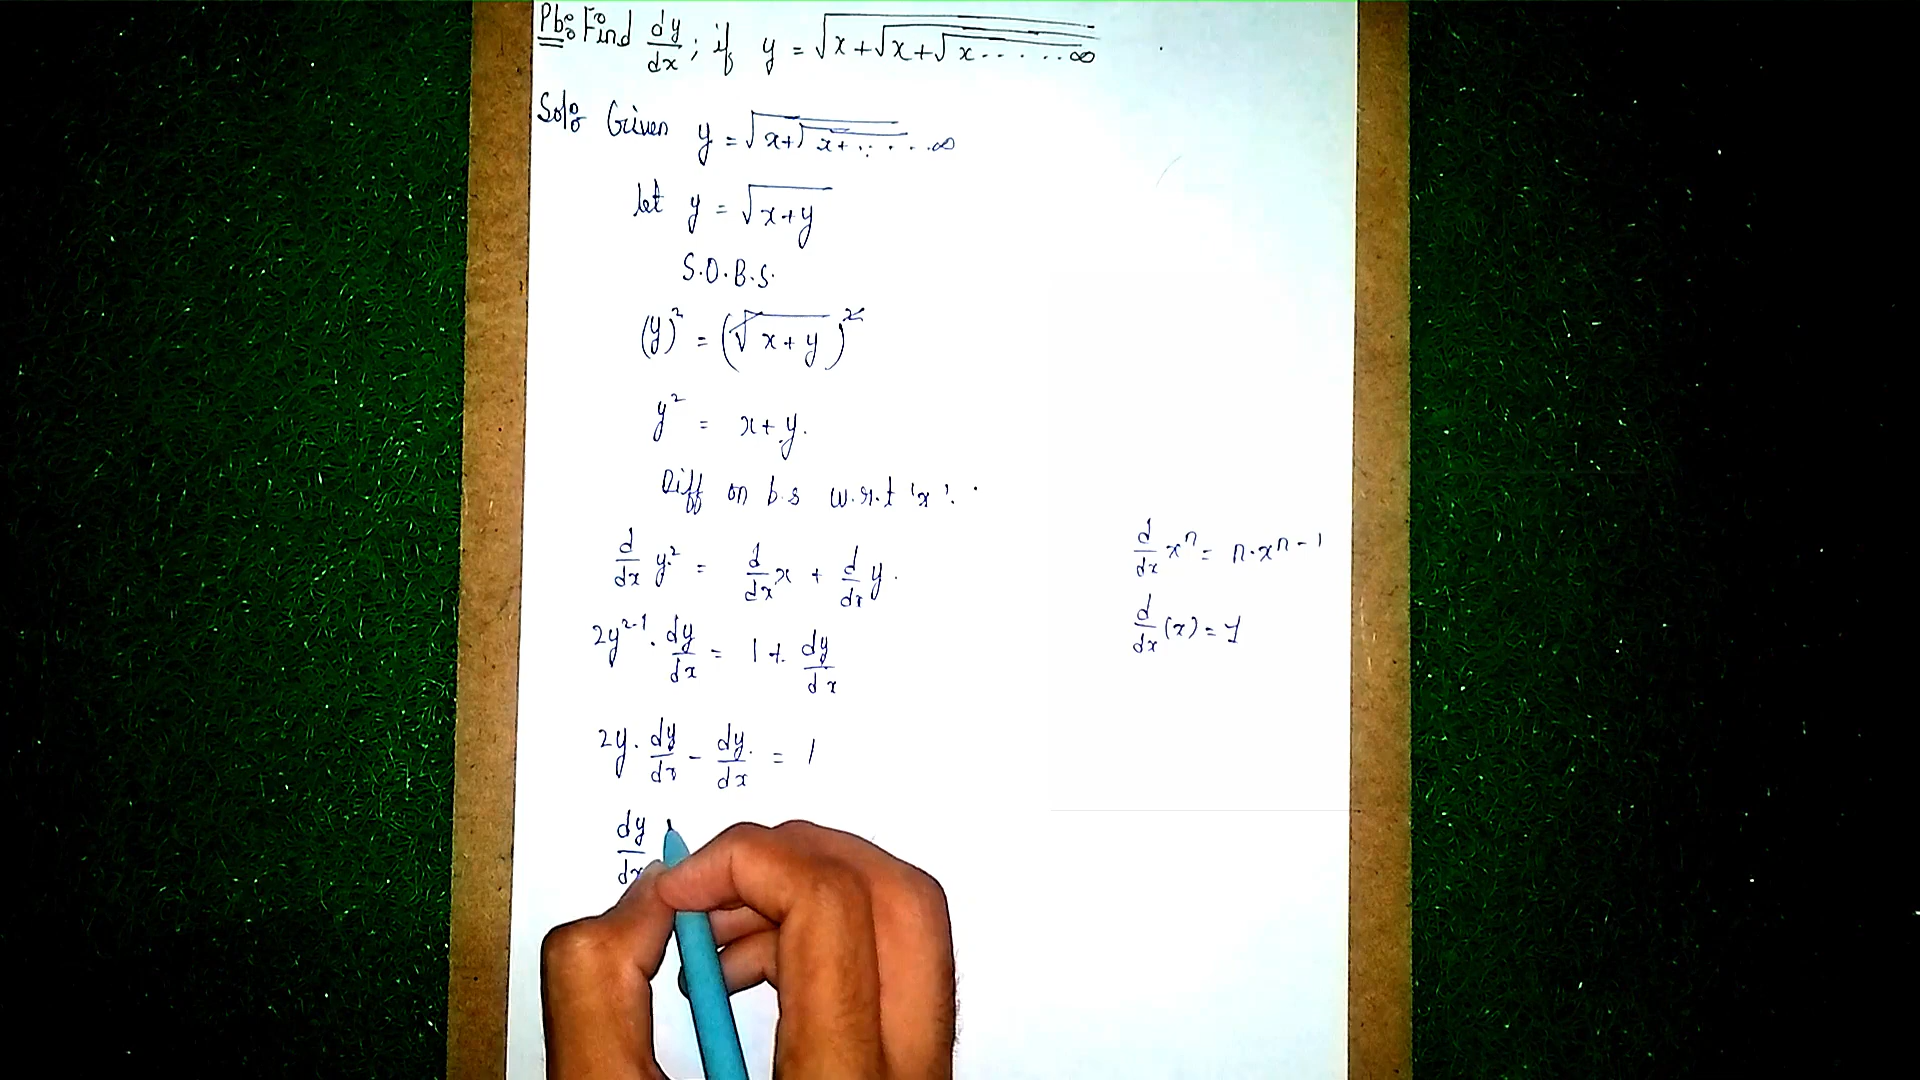 Pb: Find dy/dx ; if y = √x+√x+√x.......∞
Sol: Given y = √x+√x+......∞
let y = √x+y
S.O.B.S.
(y)² = (√x+y)²
y² = x+y.
Diff on b.s w.r.t 'x'.
d/dx y² = d/dx x + d/dx y.
2y²⁻¹ . dy/dx = 1 + dy/dx
2y. dy/dx - dy/dx = 1
dy/dx
d/dx xⁿ = n.xⁿ⁻¹
d/dx (x) = 1